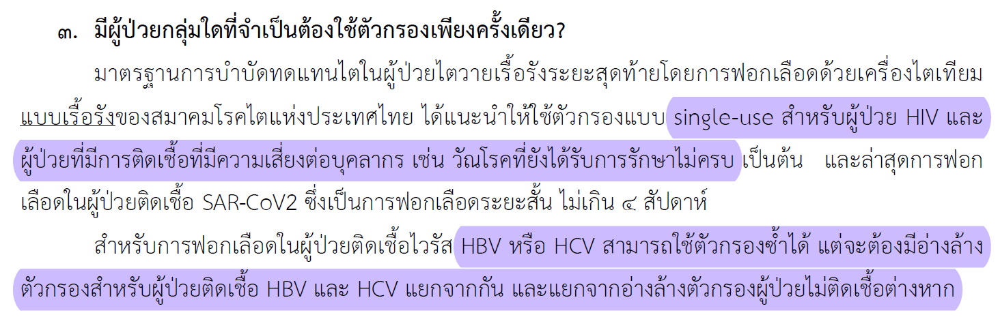 ๓. มีผู้ป่วยกลุ่มใดที่จำเป็นต้องใช้ตัวกรองเพียงครั้งเดียว?
มาตรฐานการบำบัดทดแทนไตในผู้ป่วยไตวายเรื้อรังระยะสุดท้ายโดยการฟอกเลือดด้วยเครื่องไตเทียม
แบบเรื้อรังของสมาคมโรคไตแห่งประเทศไทย ได้แนะนำให้ใช้ตัวกรองแบบ single-use สำหรับผู้ป่วย HIV และ
ผู้ป่วยที่มีการติดเชื้อที่มีความเสี่ยงต่อบุคลากร เช่น วัณโรคที่ยังได้รับการรักษาไม่ครบ เป็นต้น และล่าสุดการฟอก
เลือดในผู้ป่วยติดเชื้อ SAR-CoV2 ซึ่งเป็นการฟอกเลือดระยะสั้น ไม่เกิน ๔ สัปดาห์
สำหรับการฟอกเลือดในผู้ป่วยติดเชื้อไวรัส HBV หรือ HCV สามารถใช้ตัวกรองซ้ำได้ แต่จะต้องมีอ่างล้าง
ตัวกรองสำหรับผู้ป่วยติดเชื้อ HBV และ HCV แยกจากกัน และแยกจากอ่างล้างตัวกรองผู้ป่วยไม่ติดเชื้อต่างหาก